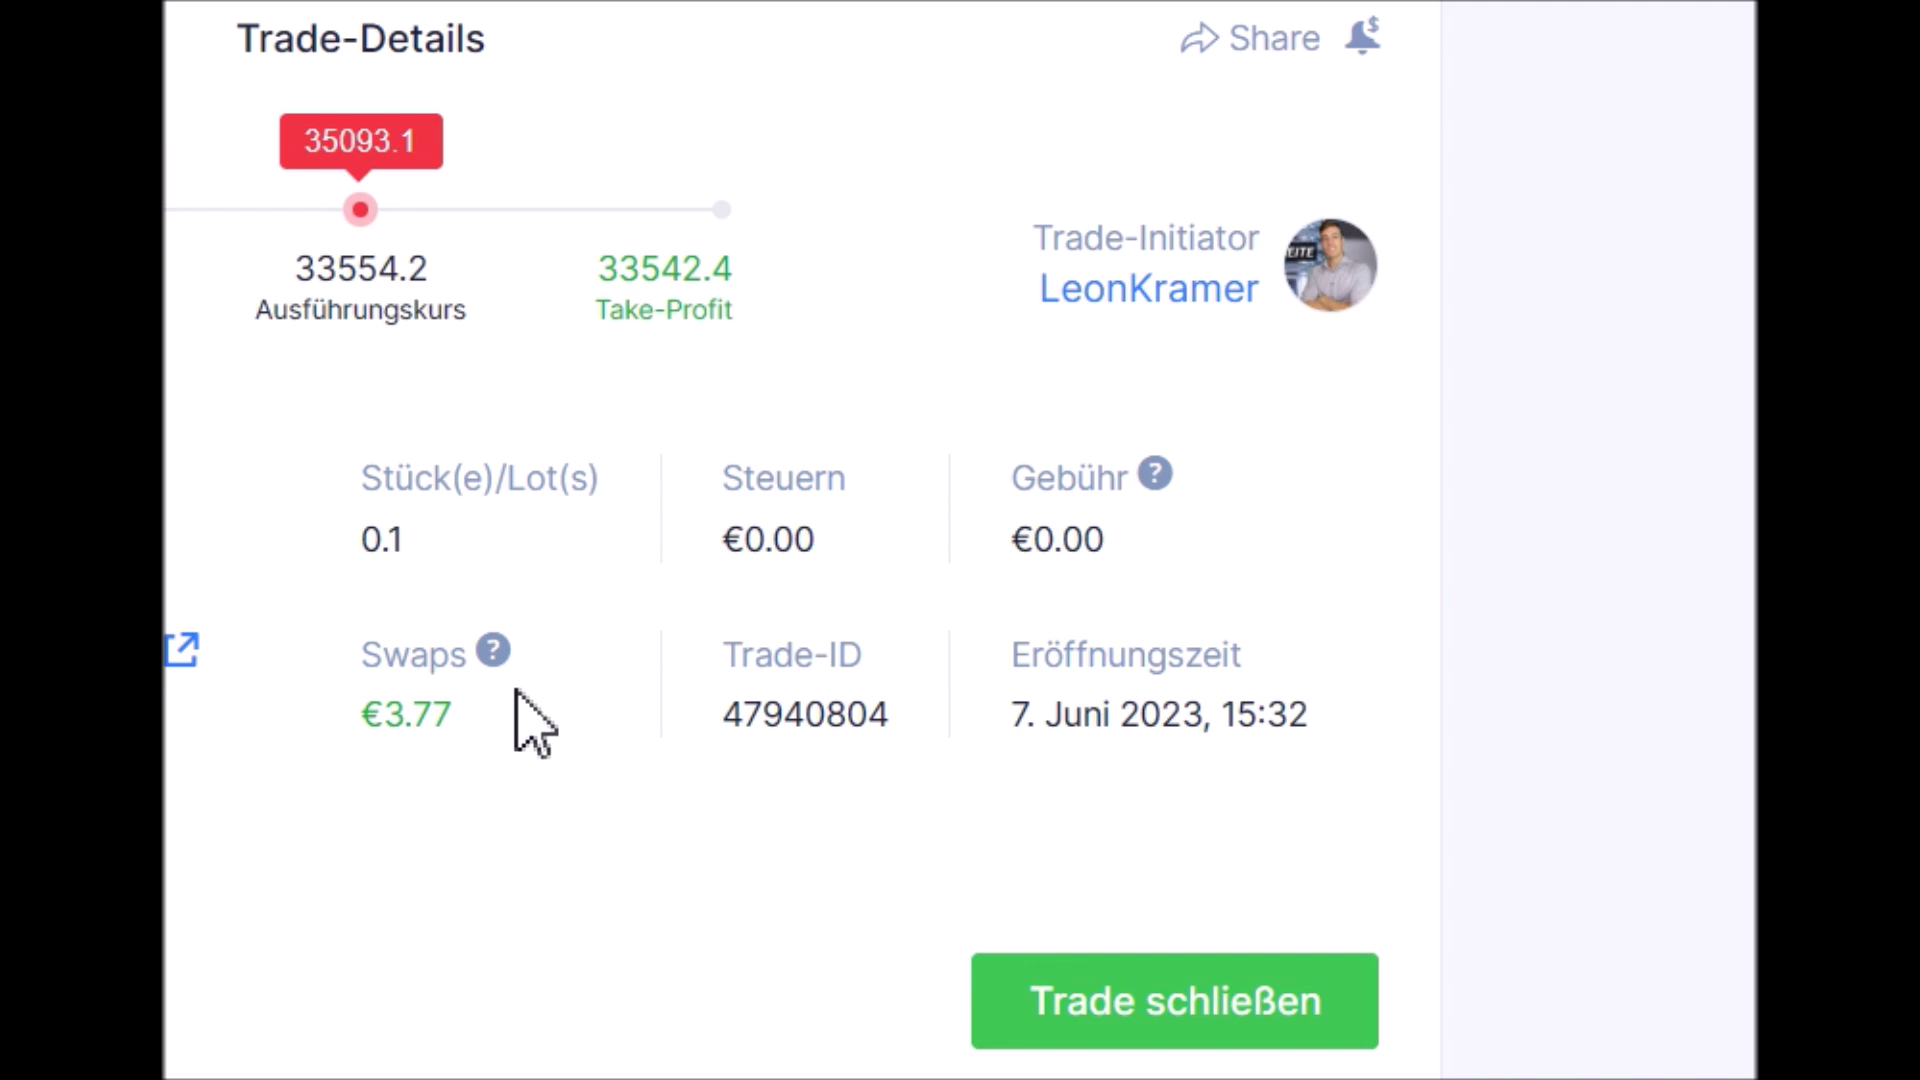 Trade-Details
Share
$
35093.1
33554.2
Ausführungskurs
33542.4
Take-Profit
Trade-Initiator
LeonKramer
EITE
Stück(e)/Lot(s)
0.1
Steuern
€0.00
Gebühr ?
€0.00
Swaps ?
€3.77
Trade-ID
47940804
Eröffnungszeit
7. Juni 2023, 15:32
Trade schließen